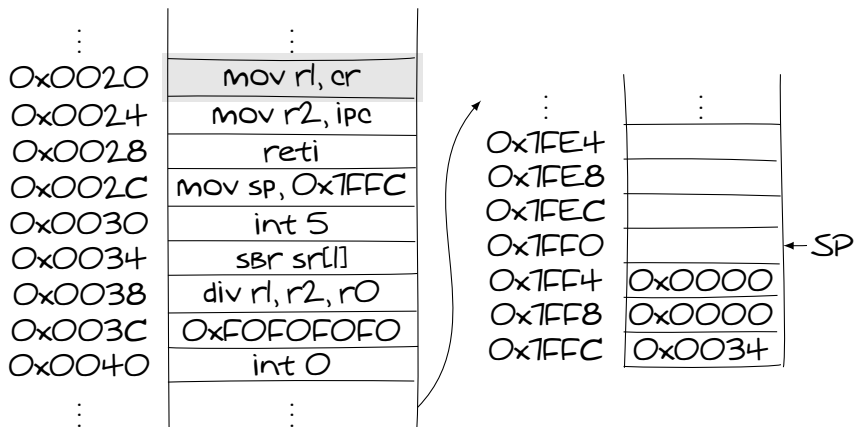 0x0020 mov r1, cr
0x0024 mov r2, ipc
0x0028 reti
0x002C mov sp, 0x7FFC
0x0030 int 5
0x0034 sbr sr[1]
0x0038 div r1, r2, r0
0x003C 0xF0F0F0F0
0x0040 int 0
0x7FE4
0x7FE8
0x7FEC
0x7FF0 SP
0x7FF4 0x0000
0x7FF8 0x0000
0x7FFC 0x0034